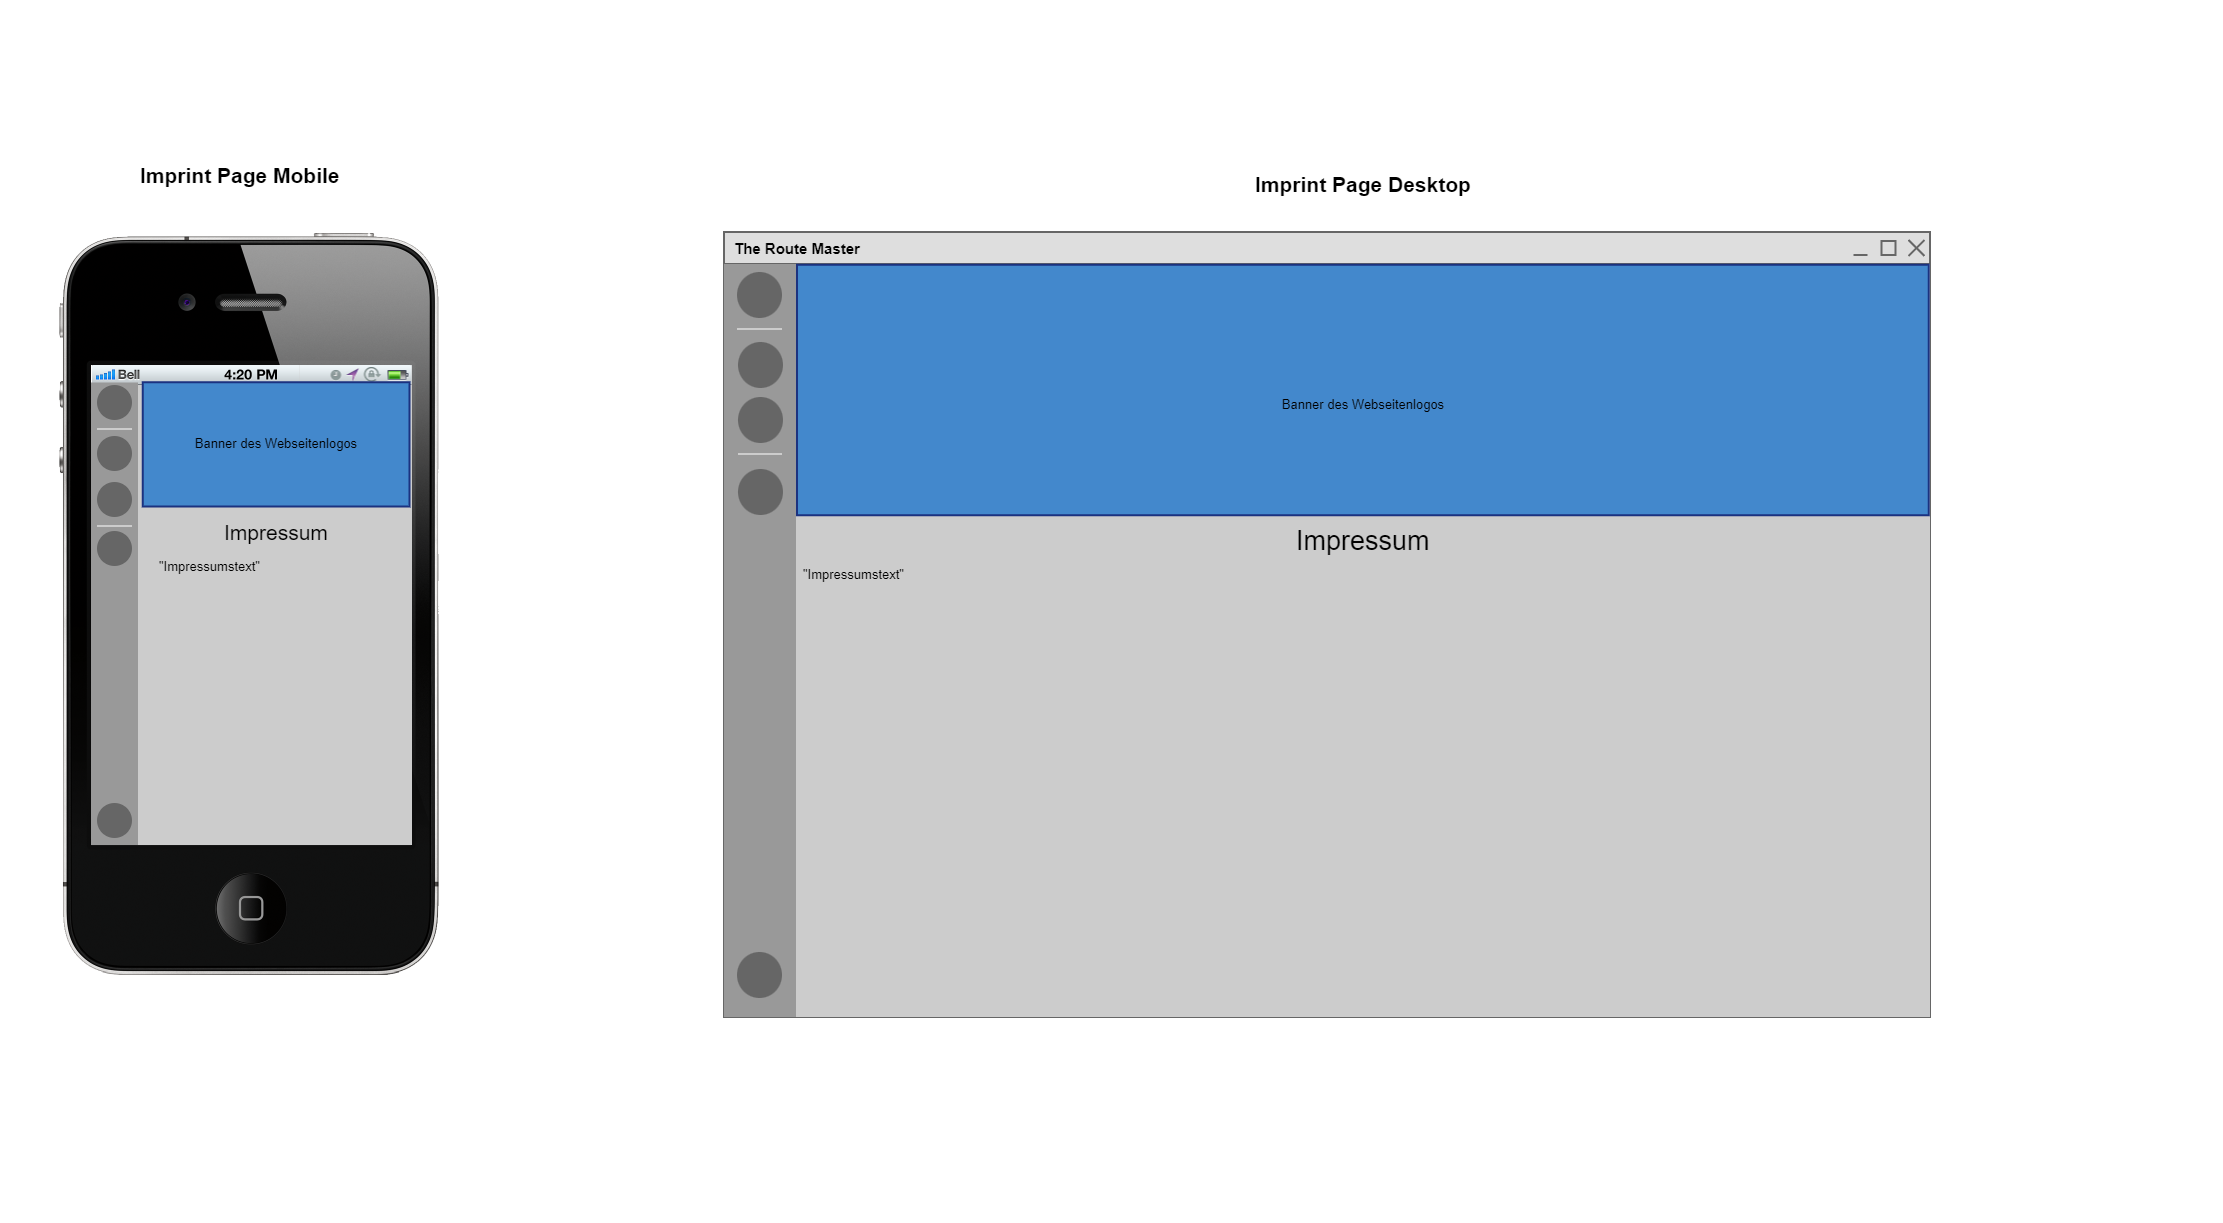 Imprint Page Mobile
Bell 4:20 PM
Banner des Webseitenlogos
Impressum
"Impressumstext"
Imprint Page Desktop
The Route Master
Banner des Webseitenlogos
Impressum
"Impressumstext"